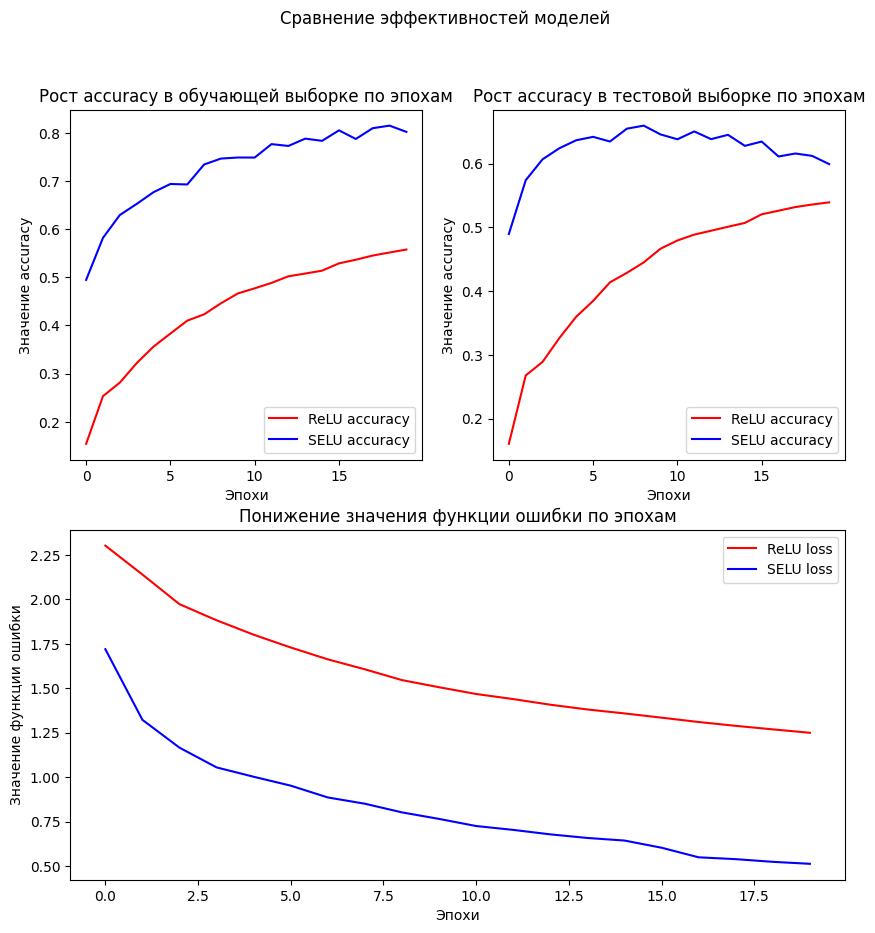 Сравнение эффективностей моделей
Рост accuracy в обучающей выборке по эпохам
Значение accuracy
0.8
0.7
0.6
0.5
0.4
0.3
0.2
ReLU accuracy
SELU accuracy
0 5 10 15
Эпохи
Рост accuracy в тестовой выборке по эпохам
Значение accuracy
0.6
0.5
0.4
0.3
0.2
ReLU accuracy
SELU accuracy
0 5 10 15
Эпохи
Понижение значения функции ошибки по эпохам
Значение функции ошибки
2.25
2.00
1.75
1.50
1.25
1.00
0.75
0.50
ReLU loss
SELU loss
0.0 2.5 5.0 7.5 10.0 12.5 15.0 17.5
Эпохи